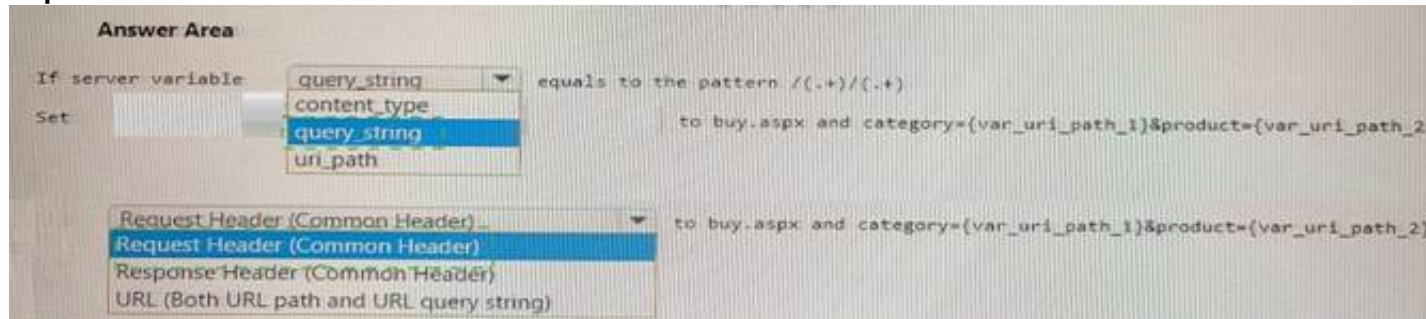 Answer Area
If server variable query_string equals to the pattern /(.+)/(.+)
content_type
Set to buy.aspx and category={var_uri_path_1}&product={var_uri_path_2
query_string
uri_path
Request Header (Common Header) to buy.aspx and category={var_uri_path_1}&product={var_uri_path_2}
Request Header (Common Header)
Response Header (Common Header)
URL (Both URL path and URL query string)